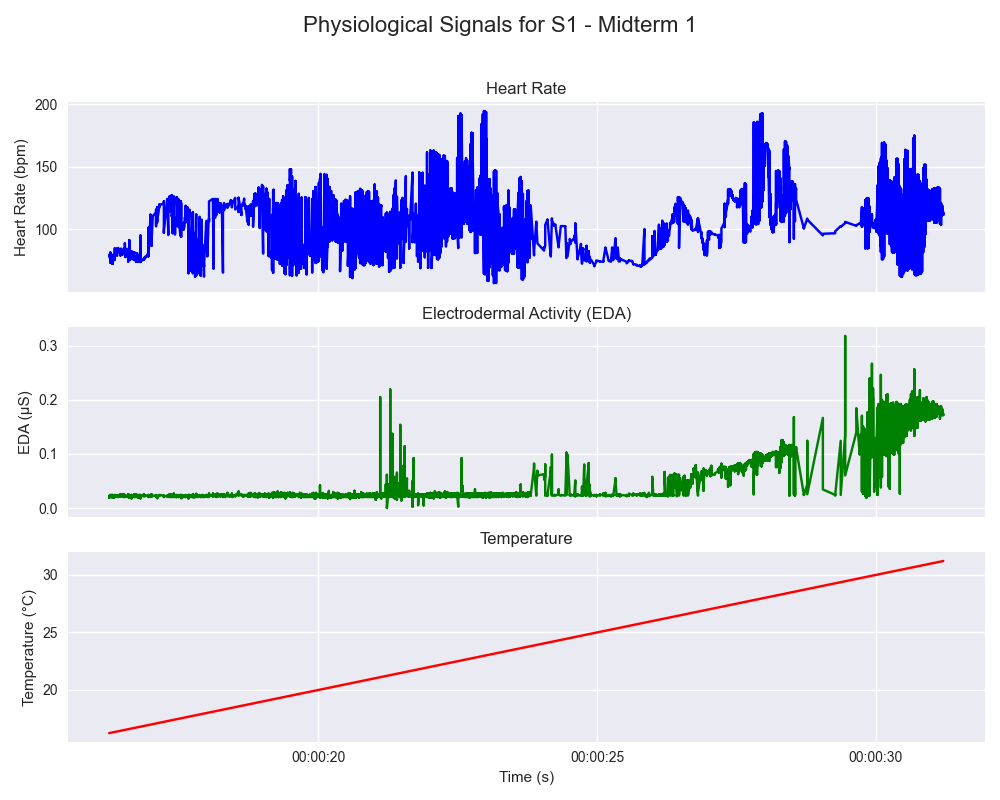 Physiological Signals for S1 - Midterm 1
Heart Rate
200
150
100
Heart Rate (bpm)
Electrodermal Activity (EDA)
0.3
0.2
0.1
0.0
EDA (μS)
Temperature
30
25
20
Temperature (°C)
00:00:20 00:00:25 00:00:30
Time (s)